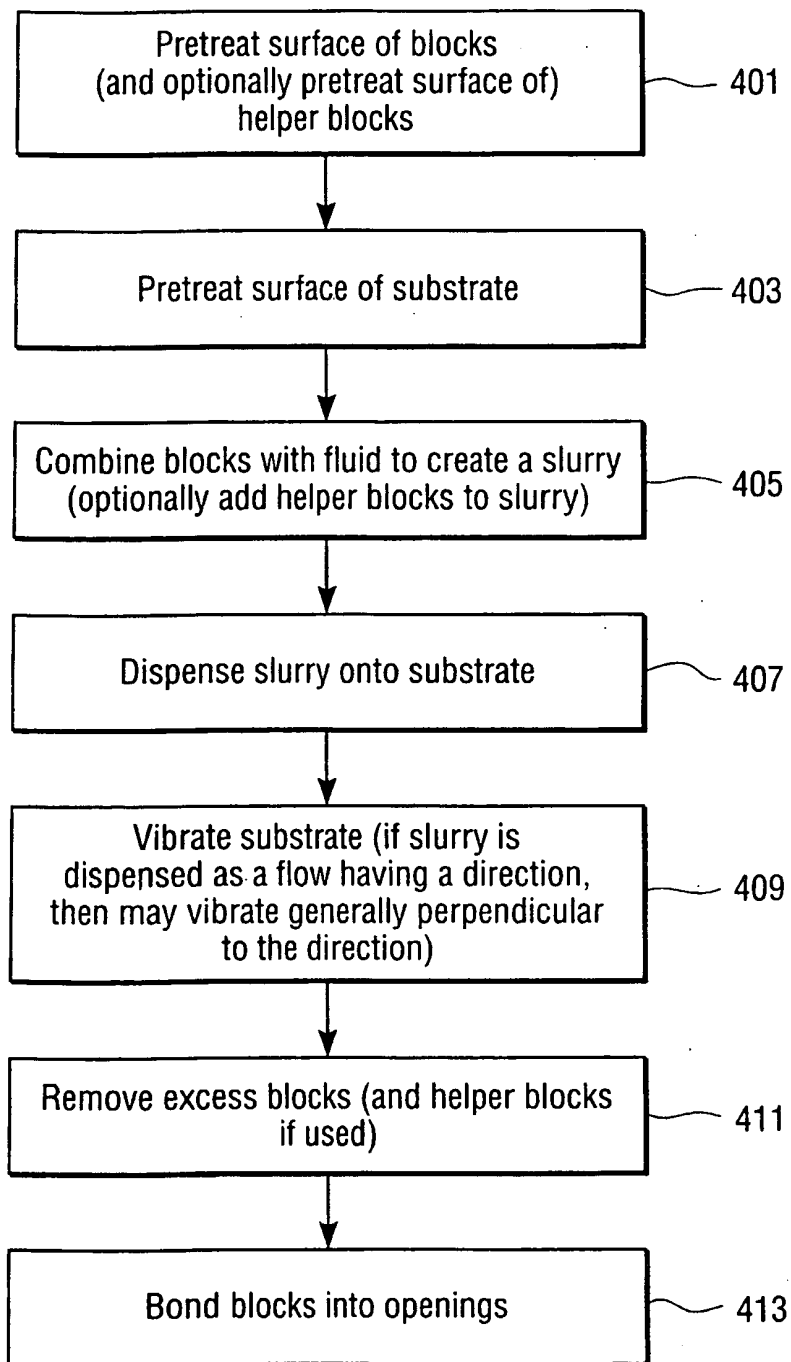 Pretreat surface of blocks
(and optionally pretreat surface of)
helper blocks
401
Pretreat surface of substrate
403
Combine blocks with fluid to create a slurry
(optionally add helper blocks to slurry)
405
Dispense slurry onto substrate
407
Vibrate substrate (if slurry is
dispensed as a flow having a direction,
then may vibrate generally perpendicular
to the direction)
409
Remove excess blocks (and helper blocks
if used)
411
Bond blocks into openings
413